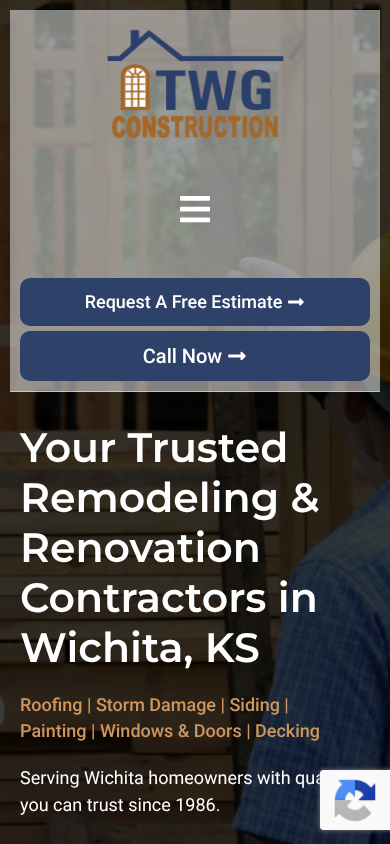 TWG
CONSTRUCTION
Request A Free Estimate →
Call Now →
Your Trusted
Remodeling &
Renovation
Contractors in
Wichita, KS
Roofing | Storm Damage | Siding |
Painting | Windows & Doors | Decking
Serving Wichita homeowners with
you can trust since 1986.